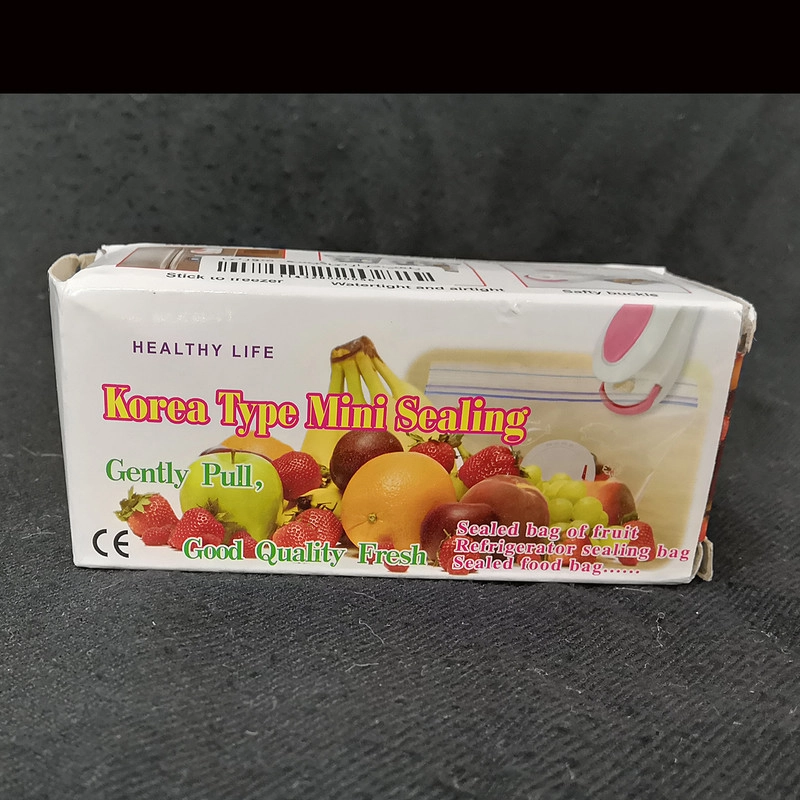 Stick to freezer
Watertight and airtight
Safty buckle
HEALTHY LIFE
Korea Type Mini Sealing
Gently Pull,
Good Quality Fresh
Sealed bag of fruit
Refrigerator sealing bag
Sealed food bag......
CE